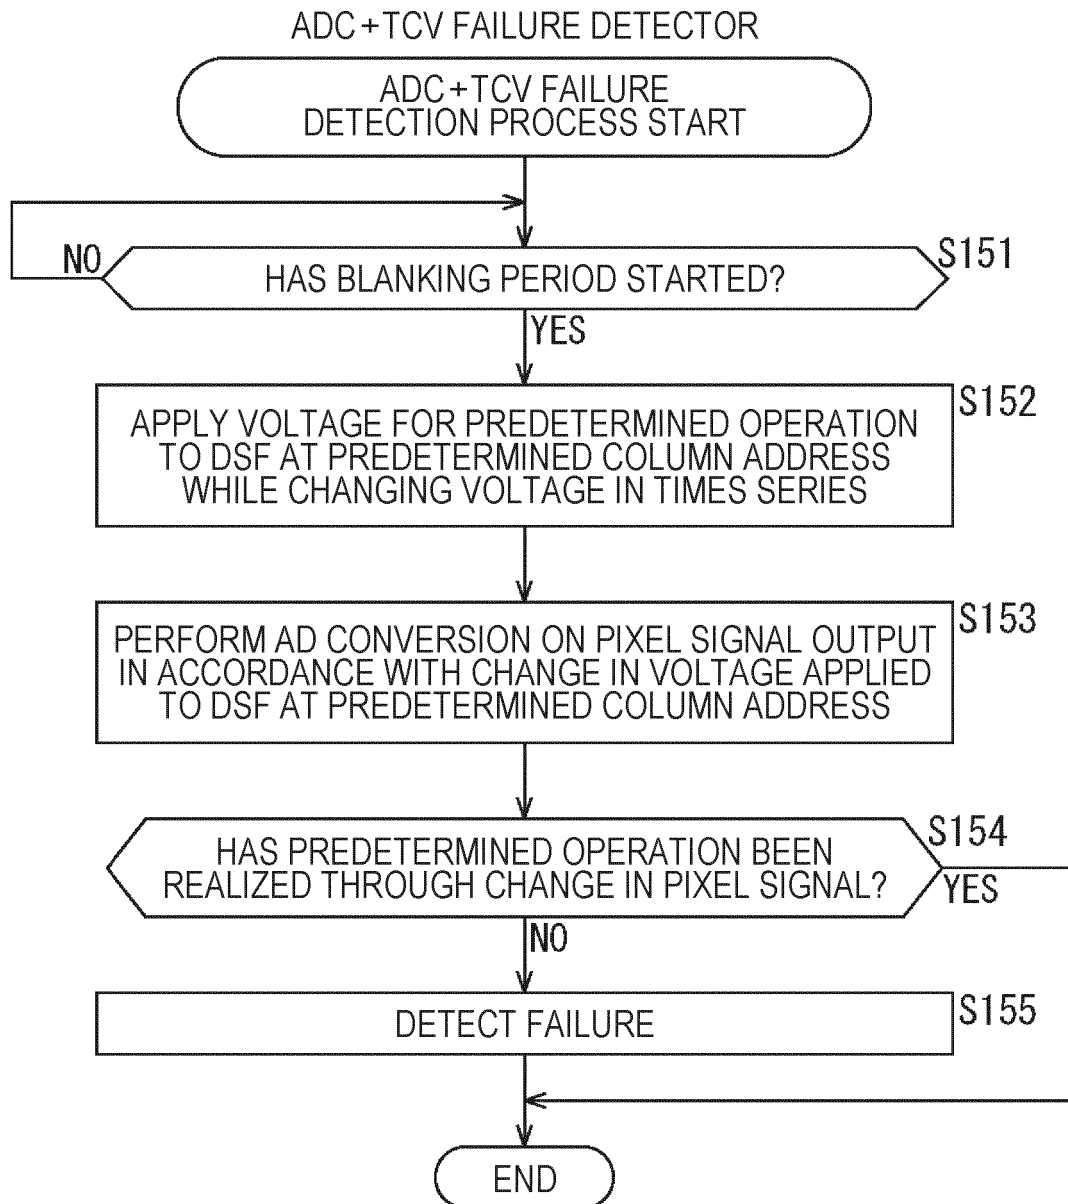 ADC+TCV FAILURE DETECTOR
ADC+TCV FAILURE
DETECTION PROCESS START
NO
HAS BLANKING PERIOD STARTED?
S151
YES
APPLY VOLTAGE FOR PREDETERMINED OPERATION
TO DSF AT PREDETERMINED COLUMN ADDRESS
WHILE CHANGING VOLTAGE IN TIMES SERIES
S152
PERFORM AD CONVERSION ON PIXEL SIGNAL OUTPUT
IN ACCORDANCE WITH CHANGE IN VOLTAGE APPLIED
TO DSF AT PREDETERMINED COLUMN ADDRESS
S153
HAS PREDETERMINED OPERATION BEEN
REALIZED THROUGH CHANGE IN PIXEL SIGNAL?
S154
YES
NO
DETECT FAILURE
S155
END